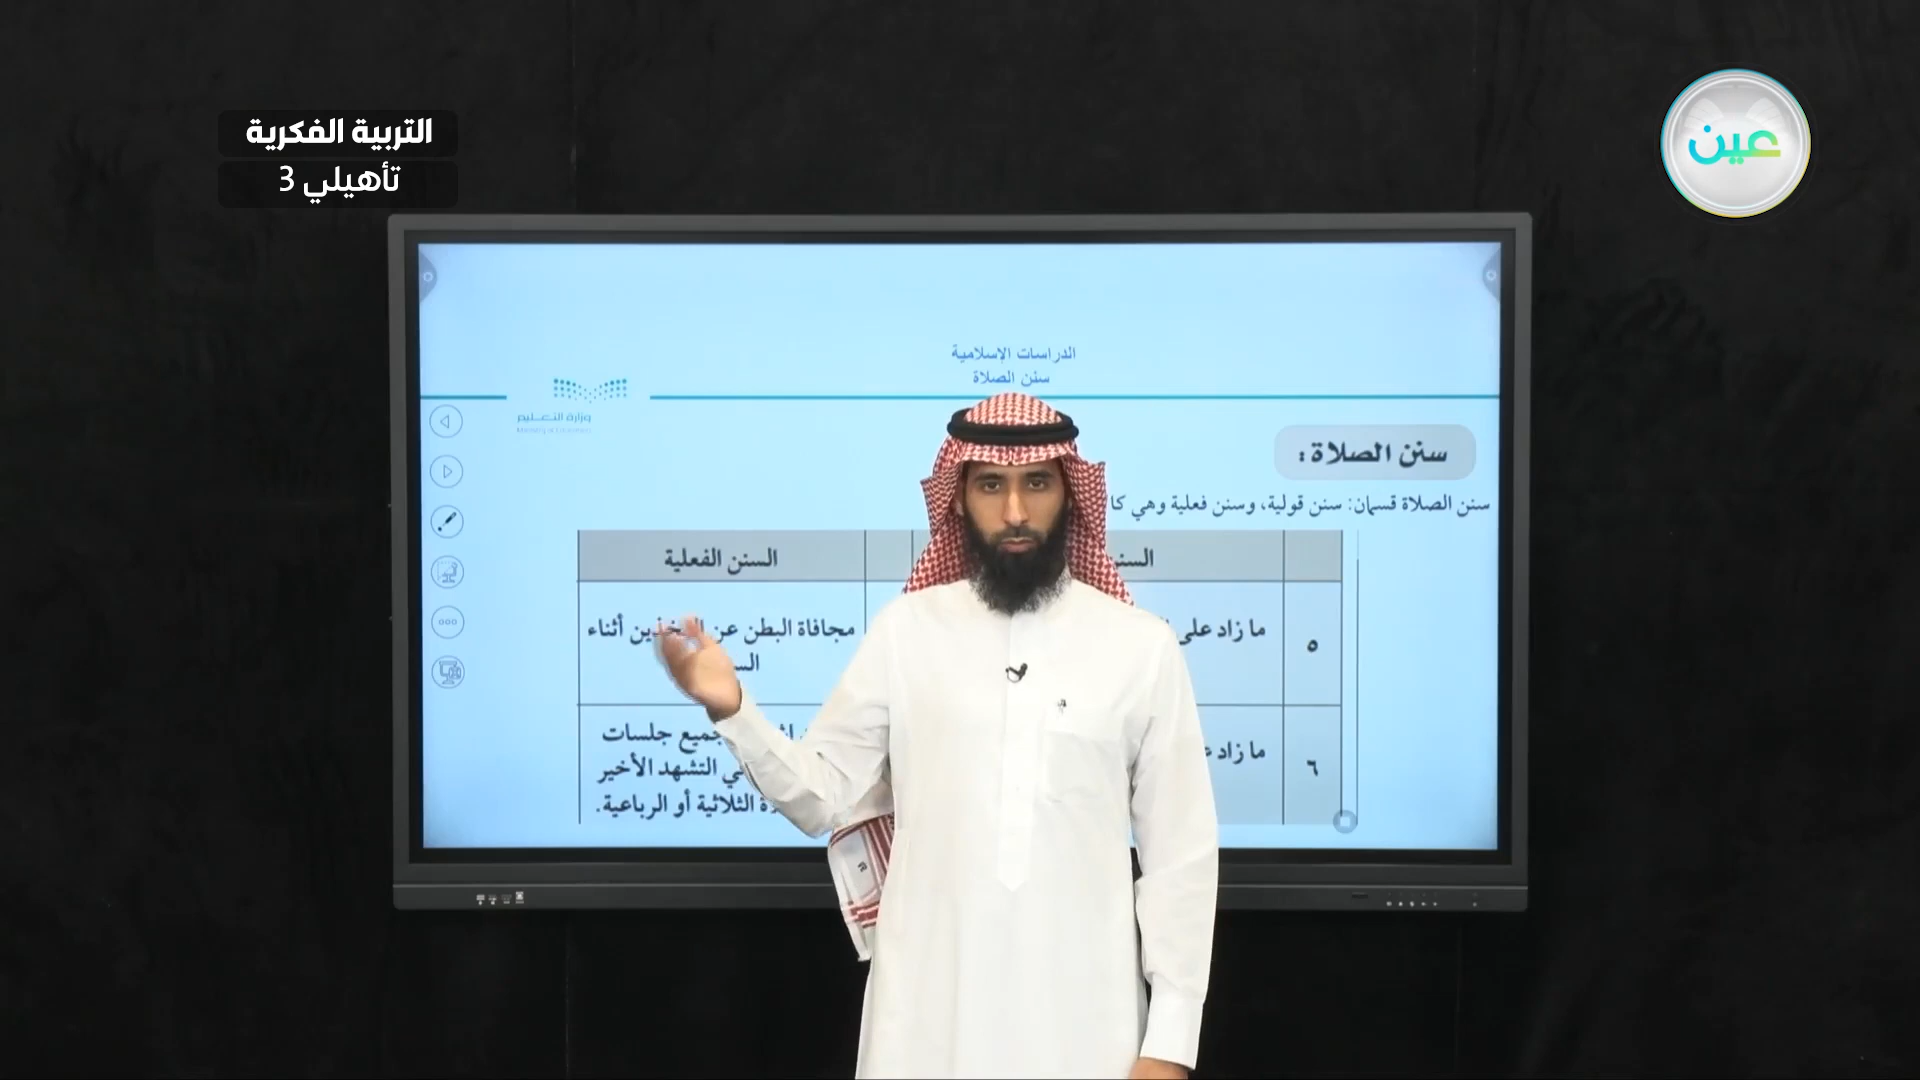 التربية الفكرية
تأهيلي 3
عين
الدراسات الإسلامية
سنن الصلاة
وزارة التعليم
سنن الصلاة:
سنن الصلاة قسمان: سنن قولية، وسنن فعلية وهي
السنن الفعلية
٥
ما زاد على
مجافاة البطن عن أثناء
٦
ما زاد
جميع جلسات
التشهد الأخير
الثلاثية أو الرباعية.